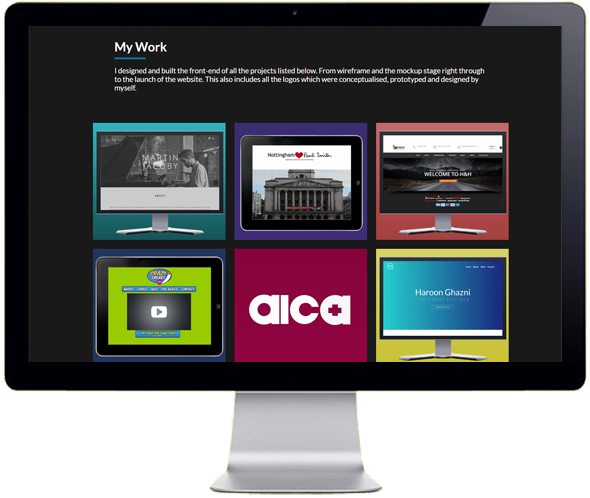 My Work
I designed and built the front-end of all the projects listed below. From wireframe and the mockup stage right through
to the launch of the website. This also includes all the logos which were conceptualised, prototyped and designed by
myself.
MARTIN
JACOBY
ABOUT
Nottingham Paul Smith
WELCOME TO H&H
CRAZY
CRICKET
aica
Haroon Ghazni